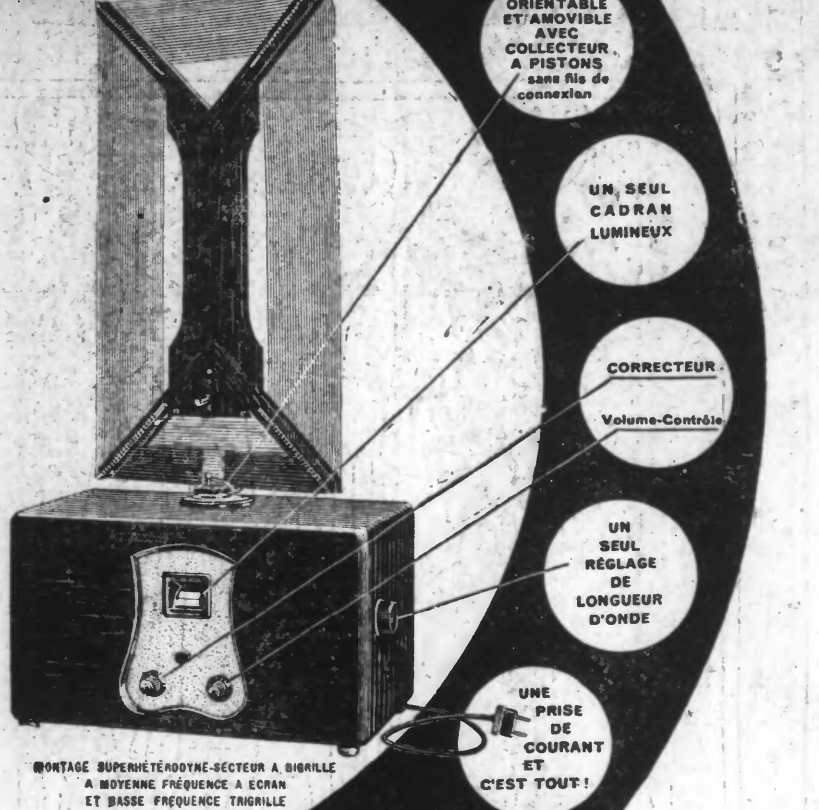 ORIENTABLE
ET AMOVIBLE
AVEC
COLLECTEUR
A PISTONS
sans fils de
connexion
UN SEUL
CADRAN
LUMINEUX
CORRECTEUR
Volume-Contrôle
UN
SEUL
RÉGLAGE
DE
LONGUEUR
D'ONDE
UNE
PRISE
DE
COURANT
ET
C'EST TOUT !
MONTAGE SUPERHÉTÉRODYNE-SECTEUR A BIGRILLE
A MOYENNE FRÉQUENCE A ECRAN
ET BASSE FRÉQUENCE TRIGRILLE